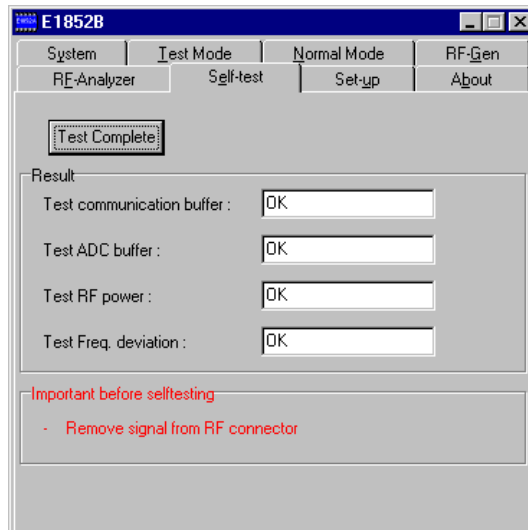 E1852B
System Test Mode Normal Mode RF-Gen
RF-Analyzer Self-test Set-up About
Test Complete
Result
Test communication buffer : OK
Test ADC buffer : OK
Test RF power : OK
Test Freq. deviation : OK
Important before selftesting
- Remove signal from RF connector